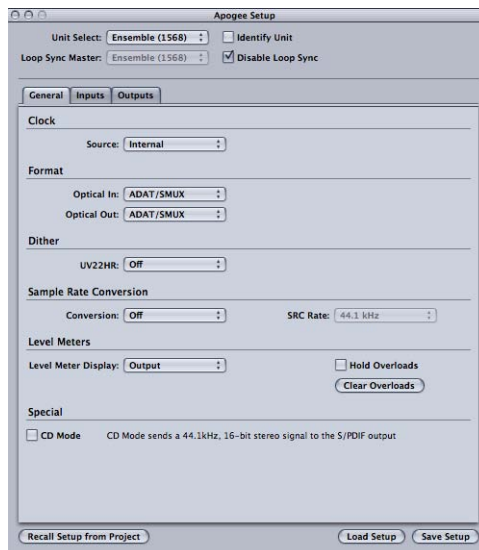 Apogee Setup
Unit Select: Ensemble (1568) Identify Unit
Loop Sync Master: Ensemble (1568) Disable Loop Sync
General Inputs Outputs
Clock
Source: Internal
Format
Optical In: ADAT/SMUX
Optical Out: ADAT/SMUX
Dither
UV22HR: Off
Sample Rate Conversion
Conversion: Off SRC Rate: 44.1 kHz
Level Meters
Level Meter Display: Output Hold Overloads
Clear Overloads
Special
CD Mode CD Mode sends a 44.1kHz, 16-bit stereo signal to the S/PDIF output
Recall Setup from Project Load Setup Save Setup